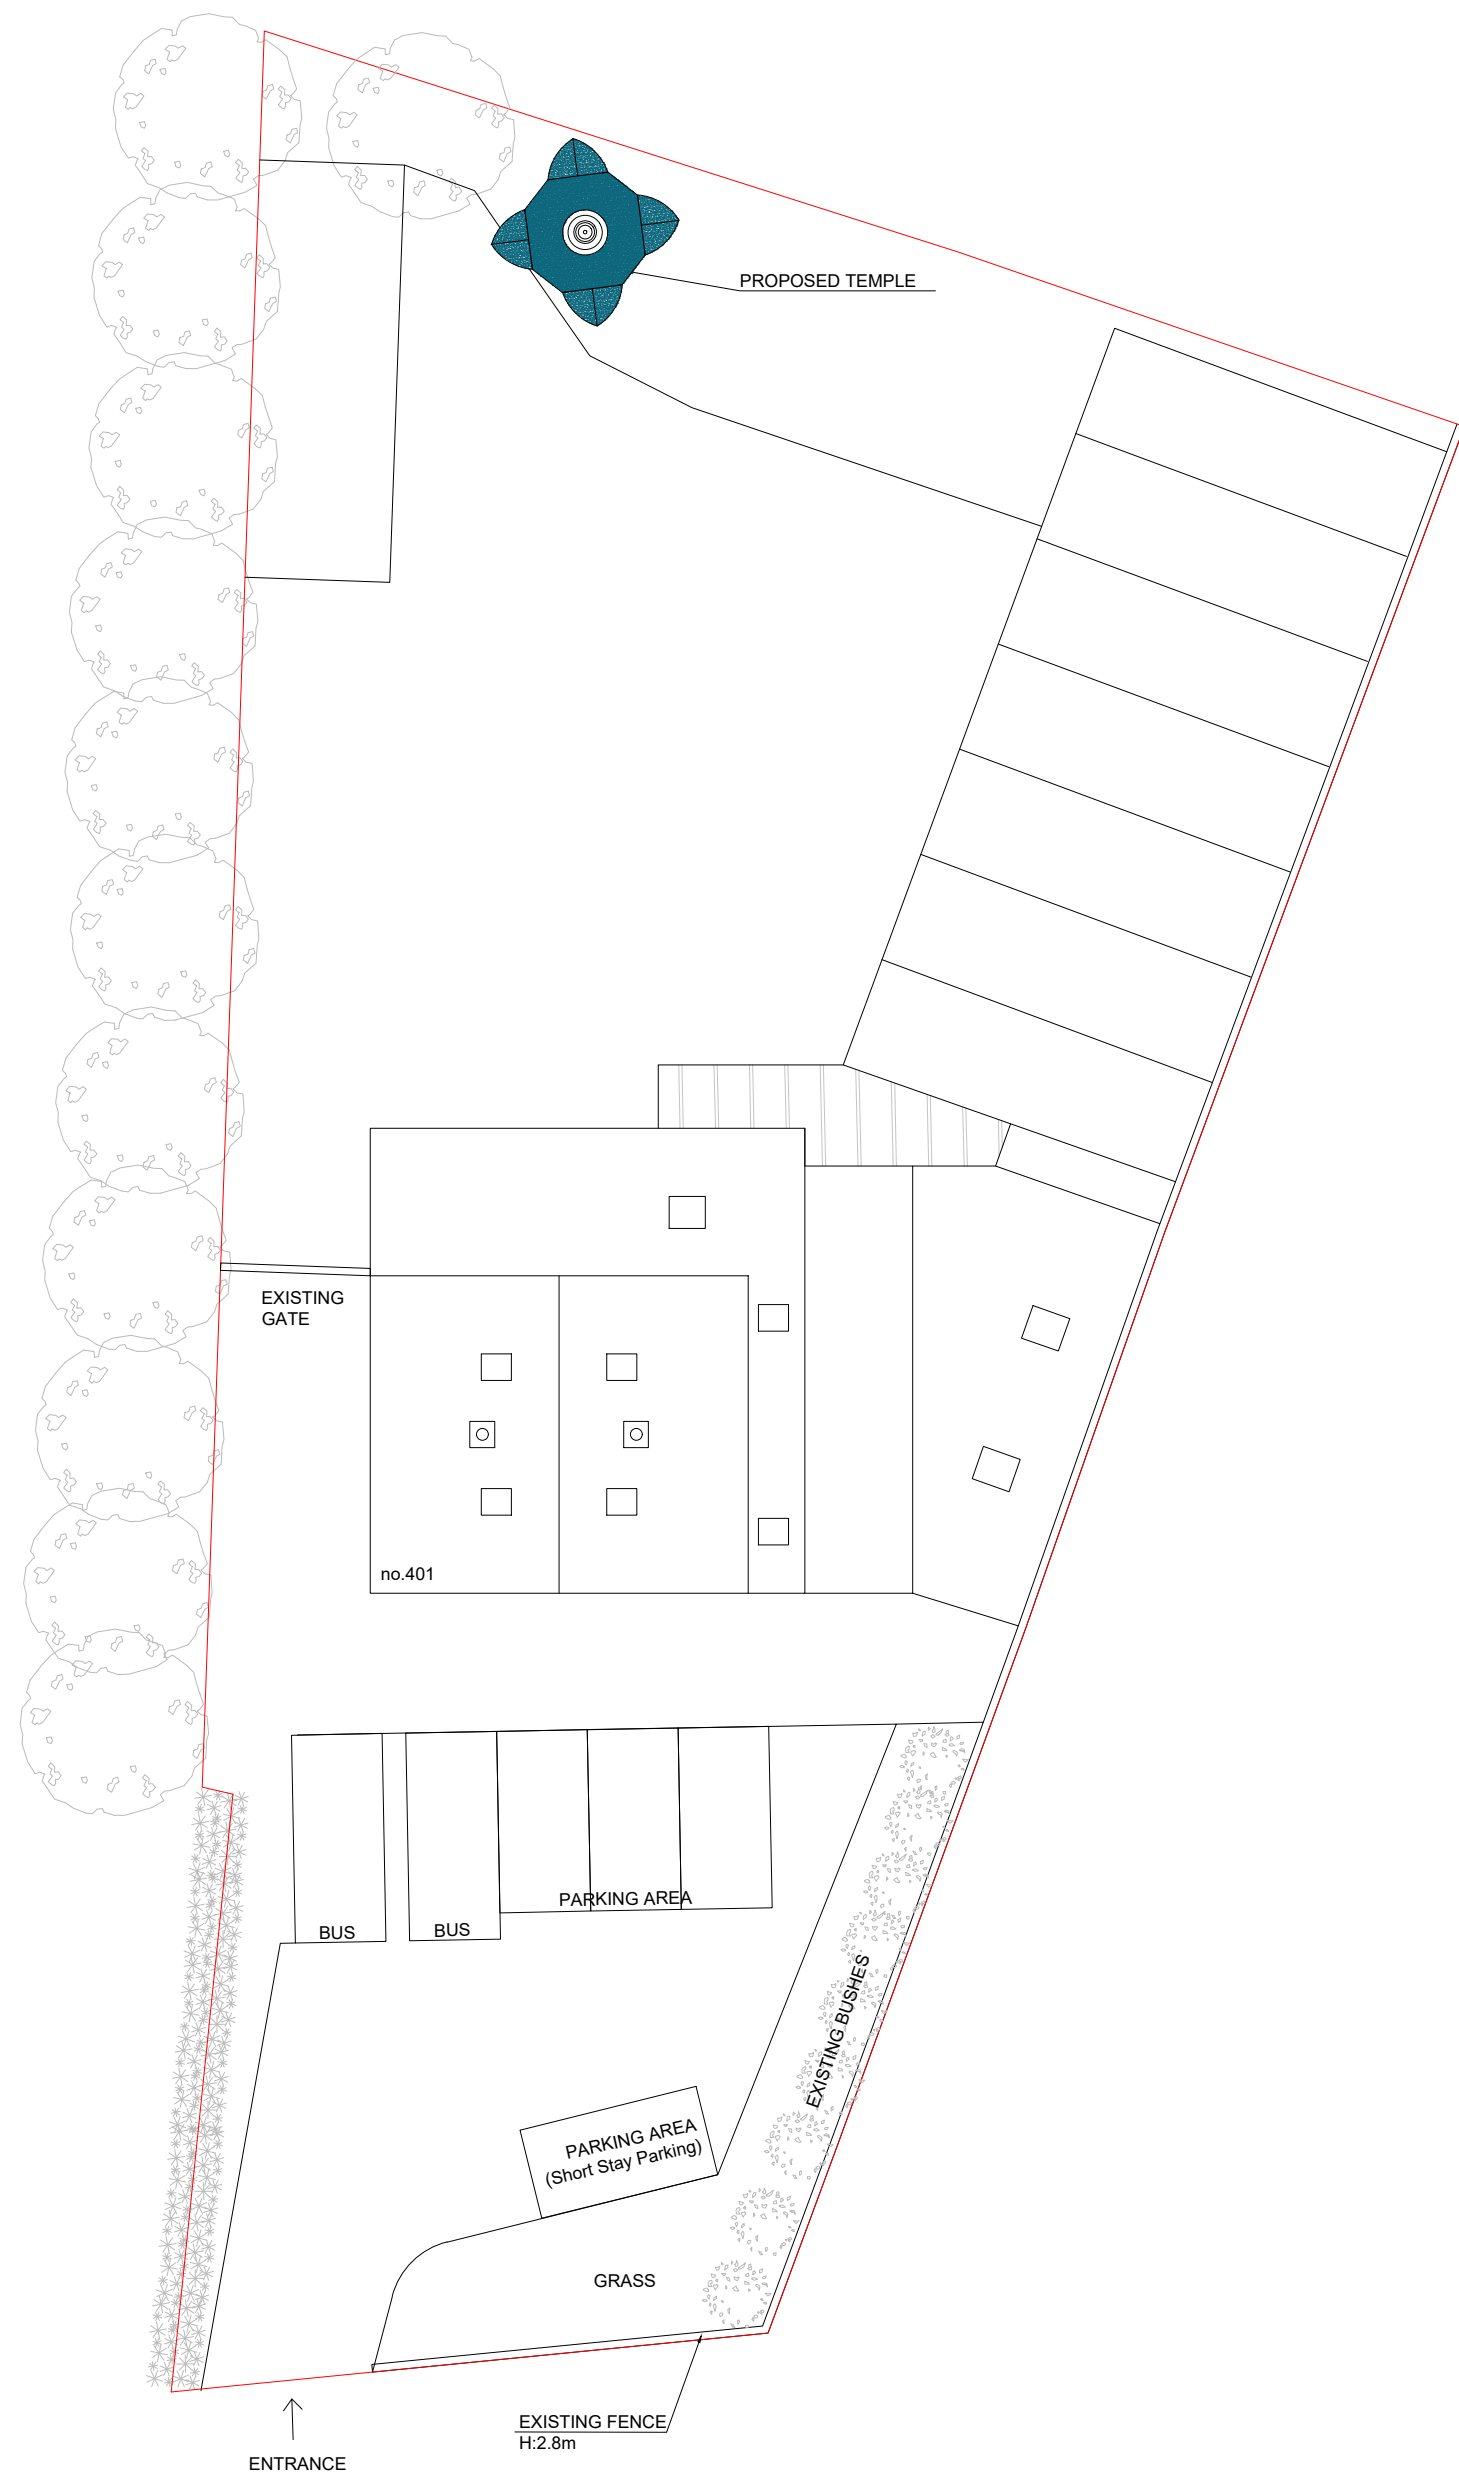 PROPOSED TEMPLE
EXISTING
GATE
no.401
PARKING AREA
BUS
BUS
EXISTING BUSHES
PARKING AREA
(Short Stay Parking)
GRASS
EXISTING FENCE
H:2.8m
ENTRANCE